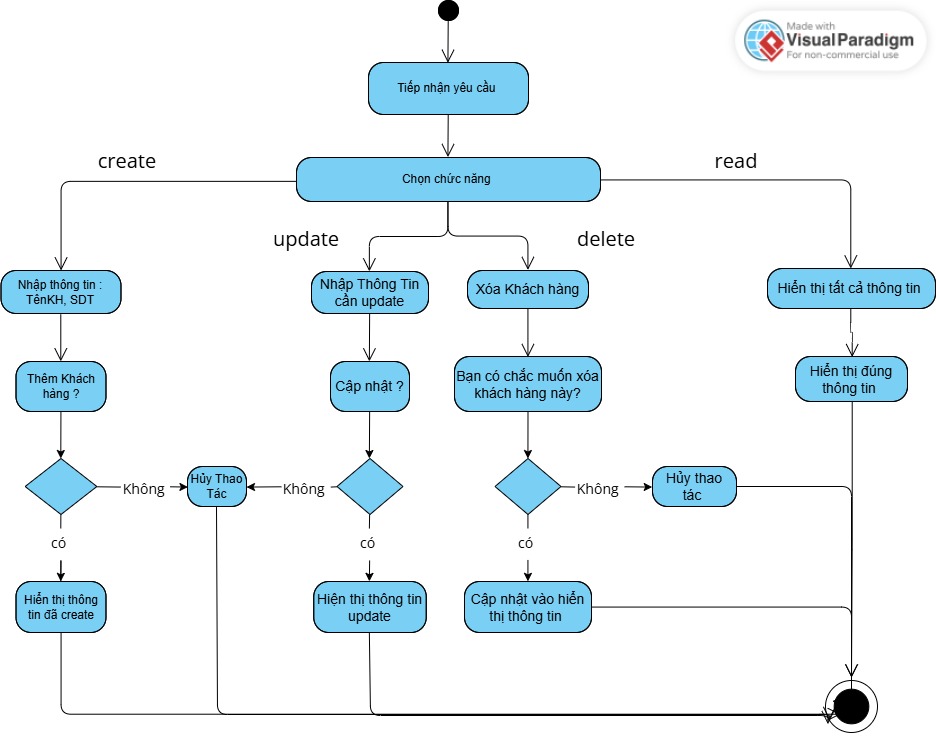 Made with
VisualParadigm
For non-commercial use
Tiếp nhận yêu cầu
create
Chọn chức năng
read
update
delete
Nhập thông tin :
TênKH, SDT
Nhập Thông Tin
cần update
Xóa Khách hàng
Hiển thị tất cả thông tin
Thêm Khách
hàng ?
Cập nhật ?
Bạn có chắc muốn xóa
khách hàng này?
Hiển thị đúng
thông tin
Không
Hủy Thao
Tác
Không
Không
Hủy thao
tác
có
có
có
Hiển thị thông
tin đã create
Hiện thị thông tin
update
Cập nhật vào hiển
thị thông tin